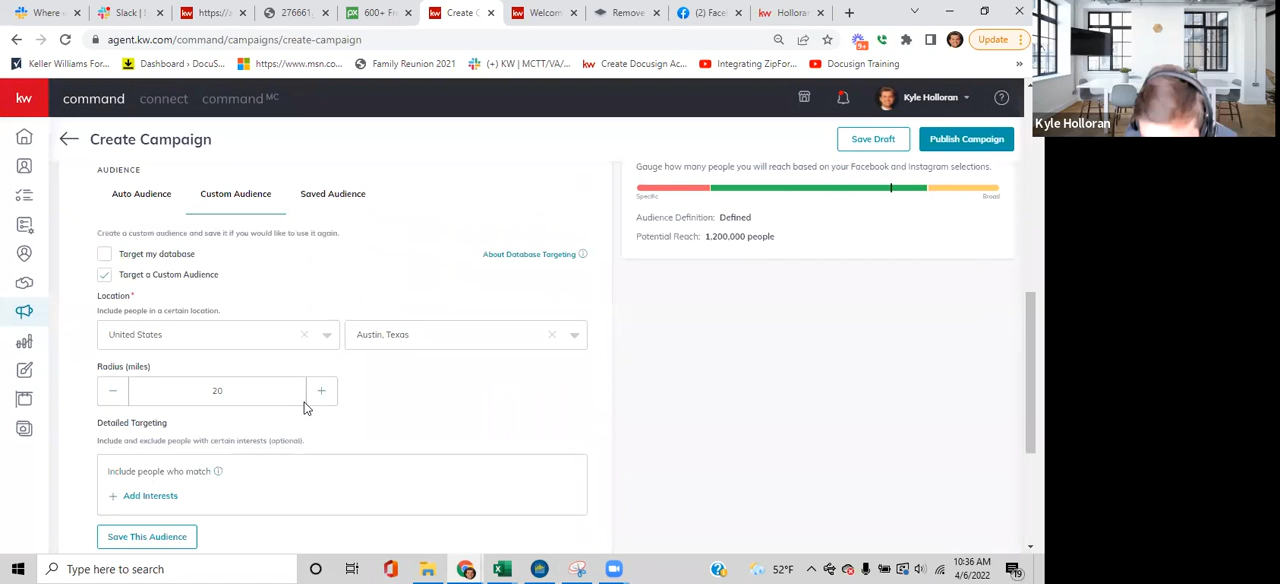 Where
Slack |
https://
276661
600+ Fr
Create C
Welcom
Remove
(2) Face
Holloran
agent.kw.com/command/campaigns/create-campaign
9+
Update
Keller Williams For...
Dashboard › DocuS...
https://www.msn.co...
Family Reunion 2021
(+) KW | MCTT/VA/...
Create Docusign Ac...
Integrating ZipFor...
Docusign Training
»
kw
command
connect
command MC
Kyle Holloran
Kyle Holloran
Create Campaign
Save Draft
Publish Campaign
AUDIENCE
Gauge how many people you will reach based on your Facebook and Instagram selections.
Auto Audience
Custom Audience
Saved Audience
Specific
Broad
Audience Definition: Defined
Potential Reach: 1,200,000 people
Create a custom audience and save it if you would like to use it again.
Target my database
About Database Targeting
Target a Custom Audience
Location*
Include people in a certain location.
United States
Austin, Texas
Radius (miles)
20
Detailed Targeting
Include and exclude people with certain interests (optional).
Include people who match
+ Add Interests
Save This Audience
Type here to search
52°F
10:36 AM
4/6/2022
19